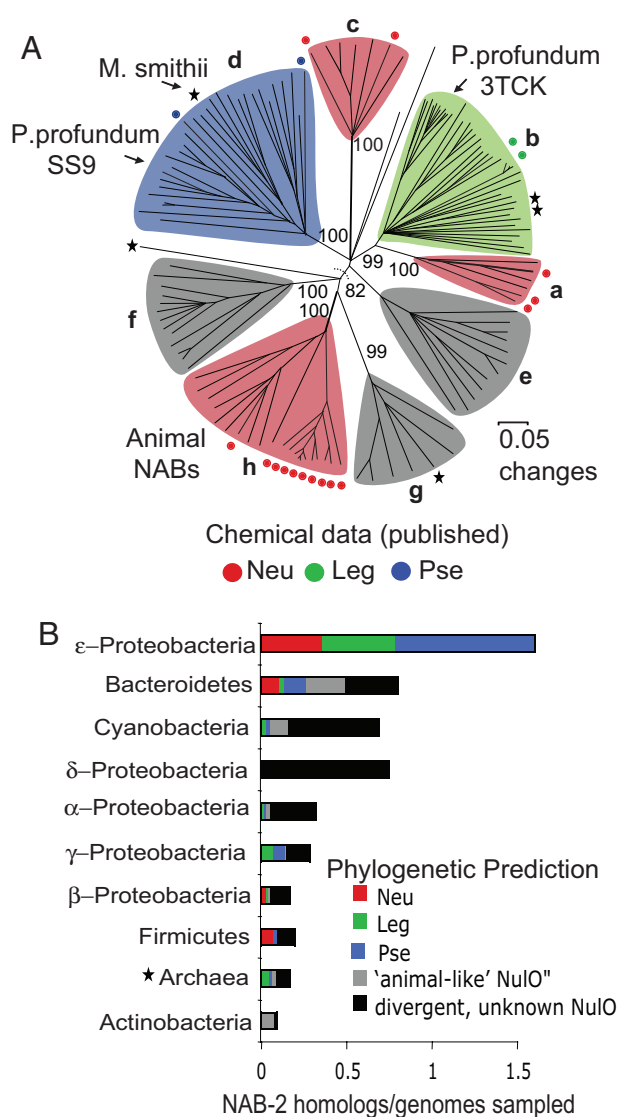 A
c
M. smithii
d
P.profundum
3TCK
b
P.profundum
SS9
100
100
99
100
82
a
100
100
f
99
e
Animal
NABs
h
g
0.05
changes
Chemical data (published)
Neu Leg Pse
B
ε–Proteobacteria
Bacteroidetes
Cyanobacteria
δ–Proteobacteria
α–Proteobacteria
γ–Proteobacteria
β–Proteobacteria
Firmicutes
★Archaea
Actinobacteria
Phylogenetic Prediction
Neu
Leg
Pse
'animal-like' NulO"
divergent, unknown NulO
0 0.5 1 1.5
NAB-2 homologs/genomes sampled